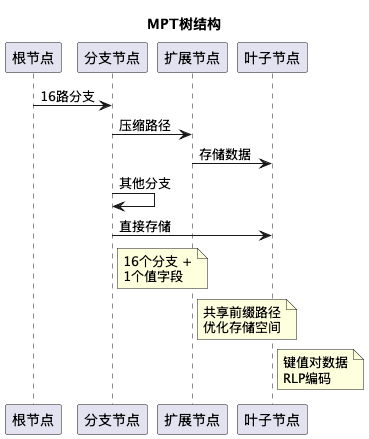 MPT树结构
根节点
分支节点
扩展节点
叶子节点
16路分支
压缩路径
存储数据
其他分支
直接存储
16个分支 +
1个值字段
共享前缀路径
优化存储空间
键值对数据
RLP编码
根节点
分支节点
扩展节点
叶子节点